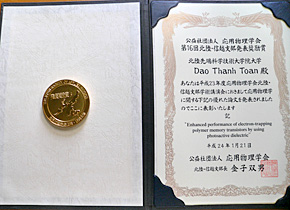 公益社団法人 応用物理学会
第16回北陸・信越支部発表奨励賞
北陸先端科学技術大学院大学
Dao Thanh Toan 殿
あなたは平成23年度応用物理学会北陸・
信越支部学術講演会において応用物理学
に関する下記の優れた論文を発表されました
のでここに表彰いたします
記
"Enhanced performance of electron-trapping
polymer memory transistors by using
photoactive dielectric"
平成24年1月21日
公益社団法人 応用物理学会
北陸・信越支部長 金子双男